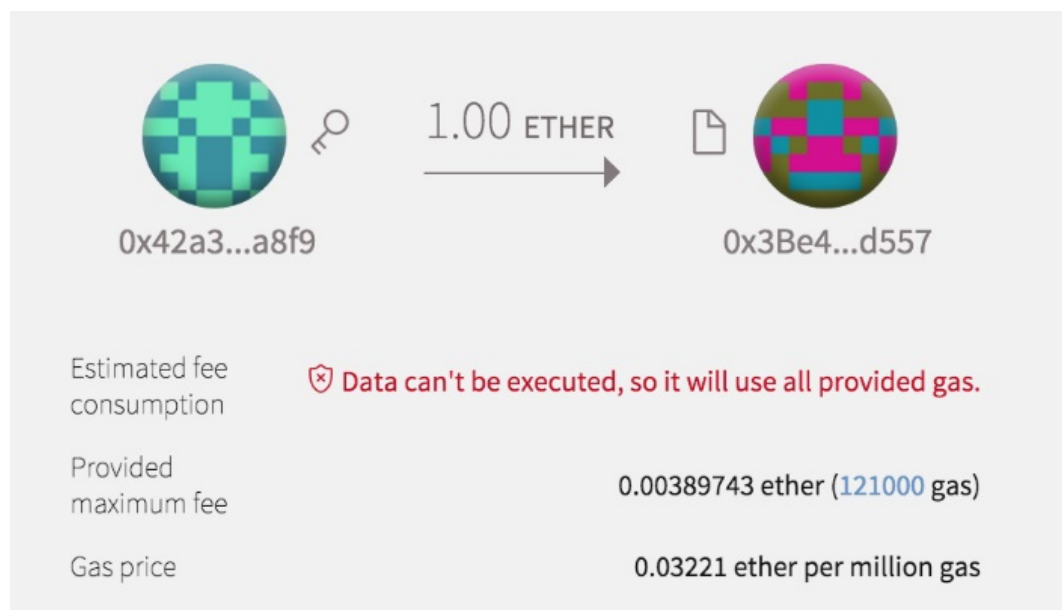 1.00 ETHER
0x42a3...a8f9
0x3Be4...d557
Estimated fee
consumption
Data can't be executed, so it will use all provided gas.
Provided
maximum fee
0.00389743 ether (121000 gas)
Gas price
0.03221 ether per million gas